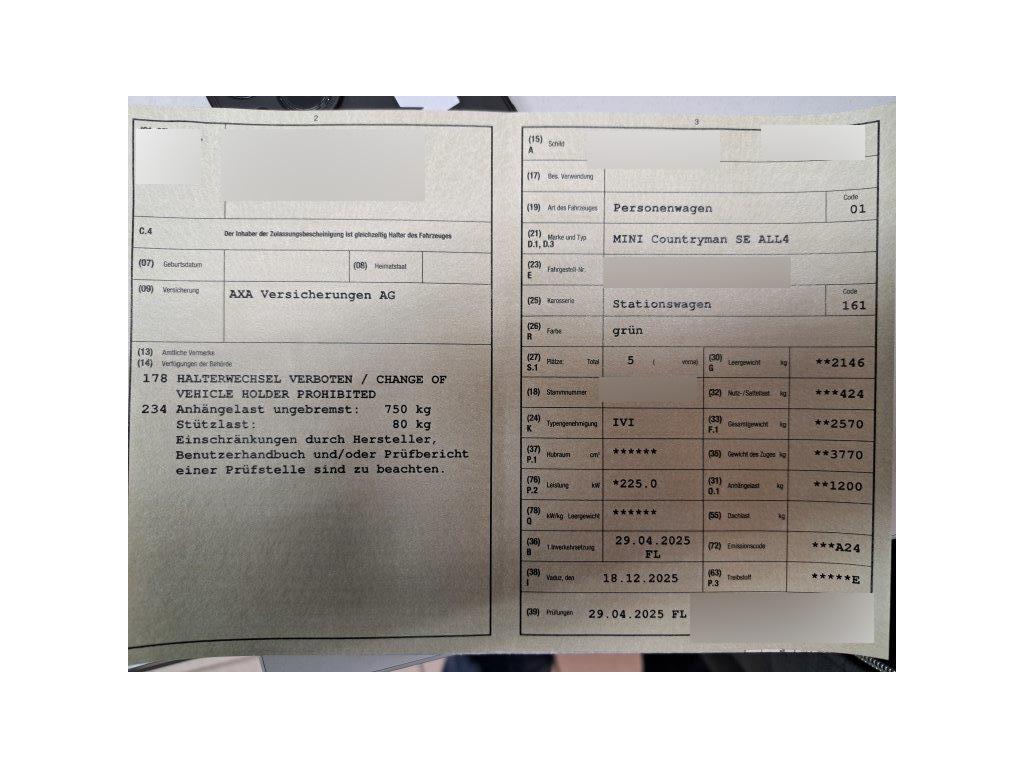 2
C.4 Der Inhaber der Zulassungsbescheinigung ist gleichzeitig Halter des Fahrzeuges
(07) Geburtsdatum (08) Heimatstaat
(09) Versicherung AXA Versicherungen AG
(13) Amtliche Vermerke
(14) Verfügungen der Behörde
178 HALTERWECHSEL VERBOTEN / CHANGE OF
VEHICLE HOLDER PROHIBITED
234 Anhängelast ungebremst: 750 kg
Stützlast: 80 kg
Einschränkungen durch Hersteller,
Benutzerhandbuch und/oder Prüfbericht
einer Prüfstelle sind zu beachten.
3
(15) A Schild
(17) Bes. Verwendung
(19) Art des Fahrzeuges Personenwagen Code 01
(21) D.1, D.3 Marke und Typ MINI Countryman SE ALL4
(23) E Fahrgestell-Nr.
(25) Karosserie Stationswagen Code 161
(26) R Farbe grün
(27) S.1 Plätze: Total 5 ( vorne) (30) G Leergewicht kg **2146
(18) Stammnummer (32) Nutz-/Sattellast kg ***424
(24) K Typengenehmigung IVI (33) F.1 Gesamtgewicht kg **2570
(37) P.1 Hubraum cm³ ****** (35) Gewicht des Zuges kg **3770
(76) P.2 Leistung kW *225.0 (31) O.1 Anhängelast kg **1200
(78) Q kW/kg Leergewicht ****** (55) Dachlast kg
(36) B 1.Inverkehrsetzung 29.04.2025 FL (72) Emissionscode ***A24
(38) I Vaduz, den 18.12.2025 (63) P.3 Treibstoff *****E
(39) Prüfungen 29.04.2025 FL